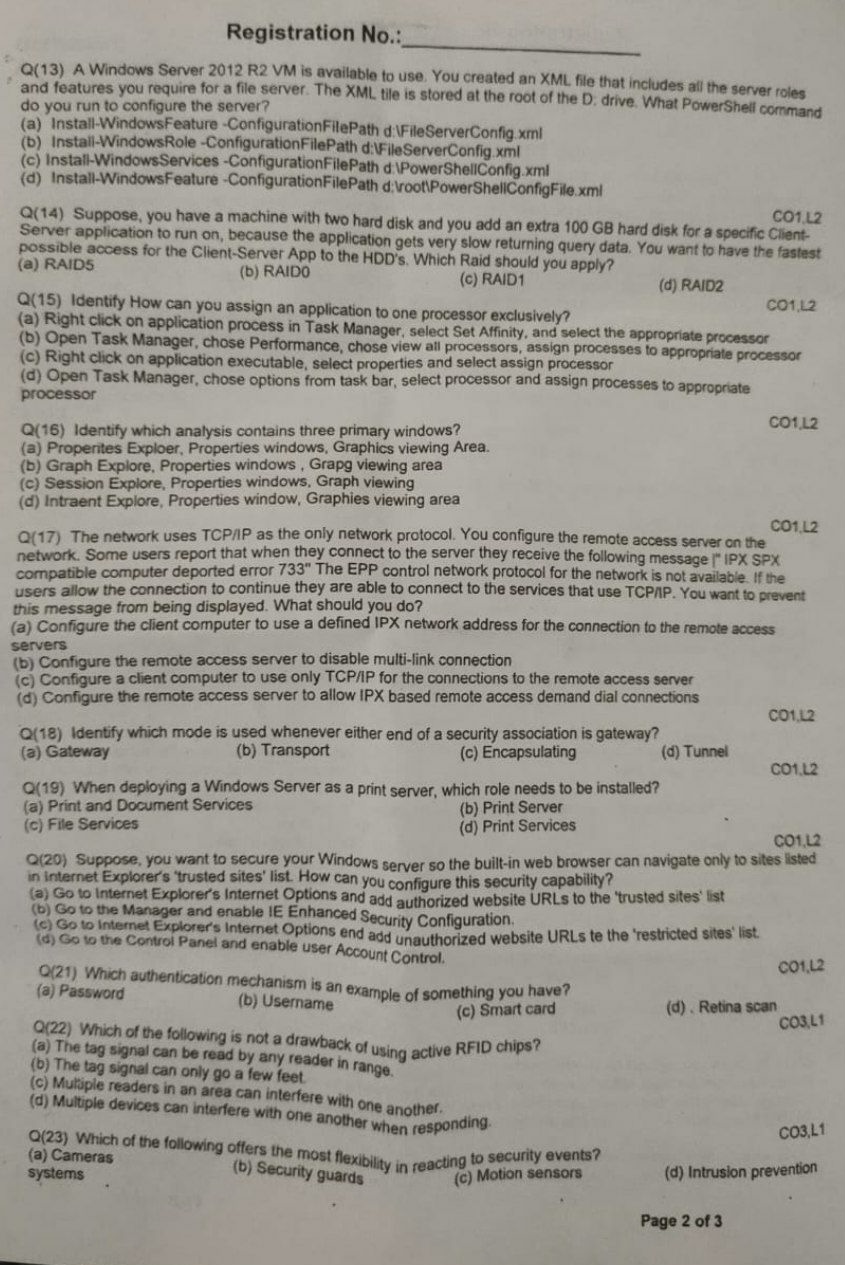 Registration No.:
Q(13) A Windows Server 2012 R2 VM is available to use. You created an XML file that includes all the server roles
and features you require for a file server. The XML tile is stored at the root of the D: drive. What PowerShell command
do you run to configure the server?
(a) Install-WindowsFeature -ConfigurationFilePath d:\FileServerConfig.xml
(b) Install-WindowsRole -ConfigurationFilePath d:\FileServerConfig.xml
(c) Install-WindowsServices -ConfigurationFilePath d:\PowerShellConfig.xml
(d) Install-WindowsFeature -ConfigurationFilePath d:\root\PowerShellConfigFile.xml
CO1,L2
Q(14) Suppose, you have a machine with two hard disk and you add an extra 100 GB hard disk for a specific Client-
Server application to run on, because the application gets very slow returning query data. You want to have the fastest
possible access for the Client-Server App to the HDD's. Which Raid should you apply?
(a) RAID5 (b) RAID0 (c) RAID1 (d) RAID2
CO1,L2
Q(15) Identify How can you assign an application to one processor exclusively?
(a) Right click on application process in Task Manager, select Set Affinity, and select the appropriate processor
(b) Open Task Manager, chose Performance, chose view all processors, assign processes to appropriate processor
(c) Right click on application executable, select properties and select assign processor
(d) Open Task Manager, chose options from task bar, select processor and assign processes to appropriate
processor
CO1,L2
Q(16) Identify which analysis contains three primary windows?
(a) Properites Exploer, Properties windows, Graphics viewing Area.
(b) Graph Explore, Properties windows , Grapg viewing area
(c) Session Explore, Properties windows, Graph viewing
(d) Intraent Explore, Properties window, Graphies viewing area
CO1,L2
Q(17) The network uses TCP/IP as the only network protocol. You configure the remote access server on the
network. Some users report that when they connect to the server they receive the following message |" IPX SPX
compatible computer deported error 733" The EPP control network protocol for the network is not available. If the
users allow the connection to continue they are able to connect to the services that use TCP/IP. You want to prevent
this message from being displayed. What should you do?
(a) Configure the client computer to use a defined IPX network address for the connection to the remote access
servers
(b) Configure the remote access server to disable multi-link connection
(c) Configure a client computer to use only TCP/IP for the connections to the remote access server
(d) Configure the remote access server to allow IPX based remote access demand dial connections
CO1,L2
Q(18) Identify which mode is used whenever either end of a security association is gateway?
(a) Gateway (b) Transport (c) Encapsulating (d) Tunnel
CO1,L2
Q(19) When deploying a Windows Server as a print server, which role needs to be installed?
(a) Print and Document Services (b) Print Server
(c) File Services (d) Print Services
CO1,L2
Q(20) Suppose, you want to secure your Windows server so the built-in web browser can navigate only to sites listed
in Internet Explorer's 'trusted sites' list. How can you configure this security capability?
(a) Go to Internet Explorer's Internet Options and add authorized website URLs to the 'trusted sites' list
(b) Go to the Manager and enable IE Enhanced Security Configuration.
(c) Go to Internet Explorer's Internet Options end add unauthorized website URLs te the 'restricted sites' list.
(d) Go to the Control Panel and enable user Account Control.
CO1,L2
Q(21) Which authentication mechanism is an example of something you have?
(a) Password (b) Username (c) Smart card (d) . Retina scan
CO3,L1
Q(22) Which of the following is not a drawback of using active RFID chips?
(a) The tag signal can be read by any reader in range.
(b) The tag signal can only go a few feet.
(c) Multiple readers in an area can interfere with one another.
(d) Multiple devices can interfere with one another when responding.
CO3,L1
Q(23) Which of the following offers the most flexibility in reacting to security events?
(a) Cameras (b) Security guards (c) Motion sensors (d) Intrusion prevention
systems
Page 2 of 3